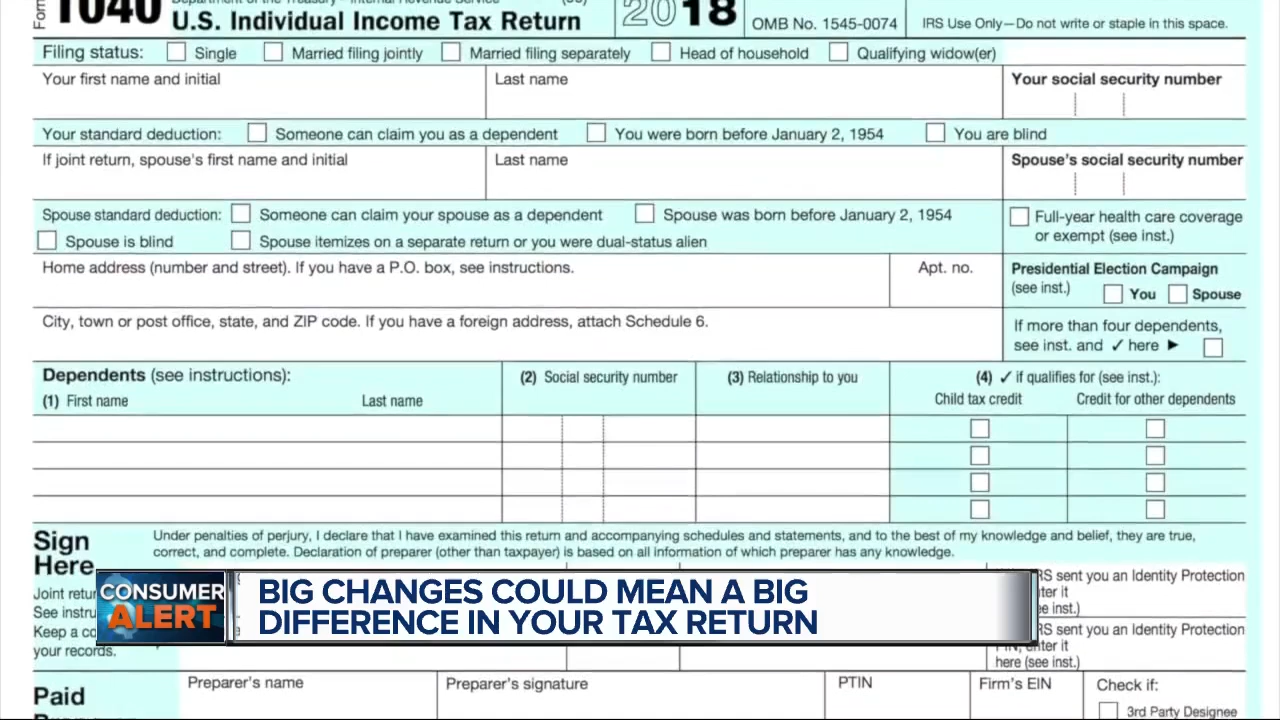 Form 1040 U.S. Individual Income Tax Return 2018 OMB No. 1545-0074 IRS Use Only—Do not write or staple in this space.
Filing status: Single Married filing jointly Married filing separately Head of household Qualifying widow(er)
Your first name and initial Last name Your social security number
Your standard deduction: Someone can claim you as a dependent You were born before January 2, 1954 You are blind
If joint return, spouse's first name and initial Last name Spouse's social security number
Spouse standard deduction: Someone can claim your spouse as a dependent Spouse was born before January 2, 1954 Full-year health care coverage
Spouse is blind Spouse itemizes on a separate return or you were dual-status alien or exempt (see inst.)
Home address (number and street). If you have a P.O. box, see instructions. Apt. no. Presidential Election Campaign
(see inst.) You Spouse
City, town or post office, state, and ZIP code. If you have a foreign address, attach Schedule 6. If more than four dependents,
see inst. and ✓ here ►
Dependents (see instructions): (2) Social security number (3) Relationship to you (4) ✓ if qualifies for (see inst.):
(1) First name Last name Child tax credit Credit for other dependents
Sign Under penalties of perjury, I declare that I have examined this return and accompanying schedules and statements, and to the best of my knowledge and belief, they are true,
Here correct, and complete. Declaration of preparer (other than taxpayer) is based on all information of which preparer has any knowledge.
Joint retur RS sent you an Identity Protection
See instru ter it
Keep a co e inst.)
your records. RS sent you an Identity Protection
enter it
here (see inst.)
CONSUMER ALERT
BIG CHANGES COULD MEAN A BIG
DIFFERENCE IN YOUR TAX RETURN
Paid Preparer's name Preparer's signature PTIN Firm's EIN Check if:
3rd Party Designee